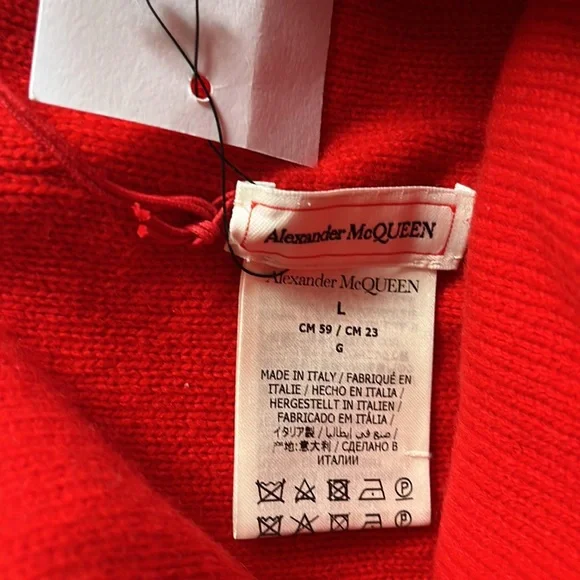 Alexander McQUEEN
Alexander McQUEEN
L
CM 59 / CM 23
G
MADE IN ITALY / FABRIQUÉ EN
ITALIE / HECHO EN ITALIA /
HERGESTELLT IN ITALIEN /
FABRICADO EM ITÁLIA /
イタリア製 / صنع في إيطاليا /
产地:意大利 / СДЕЛАНО В
ИТАЛИИ
P